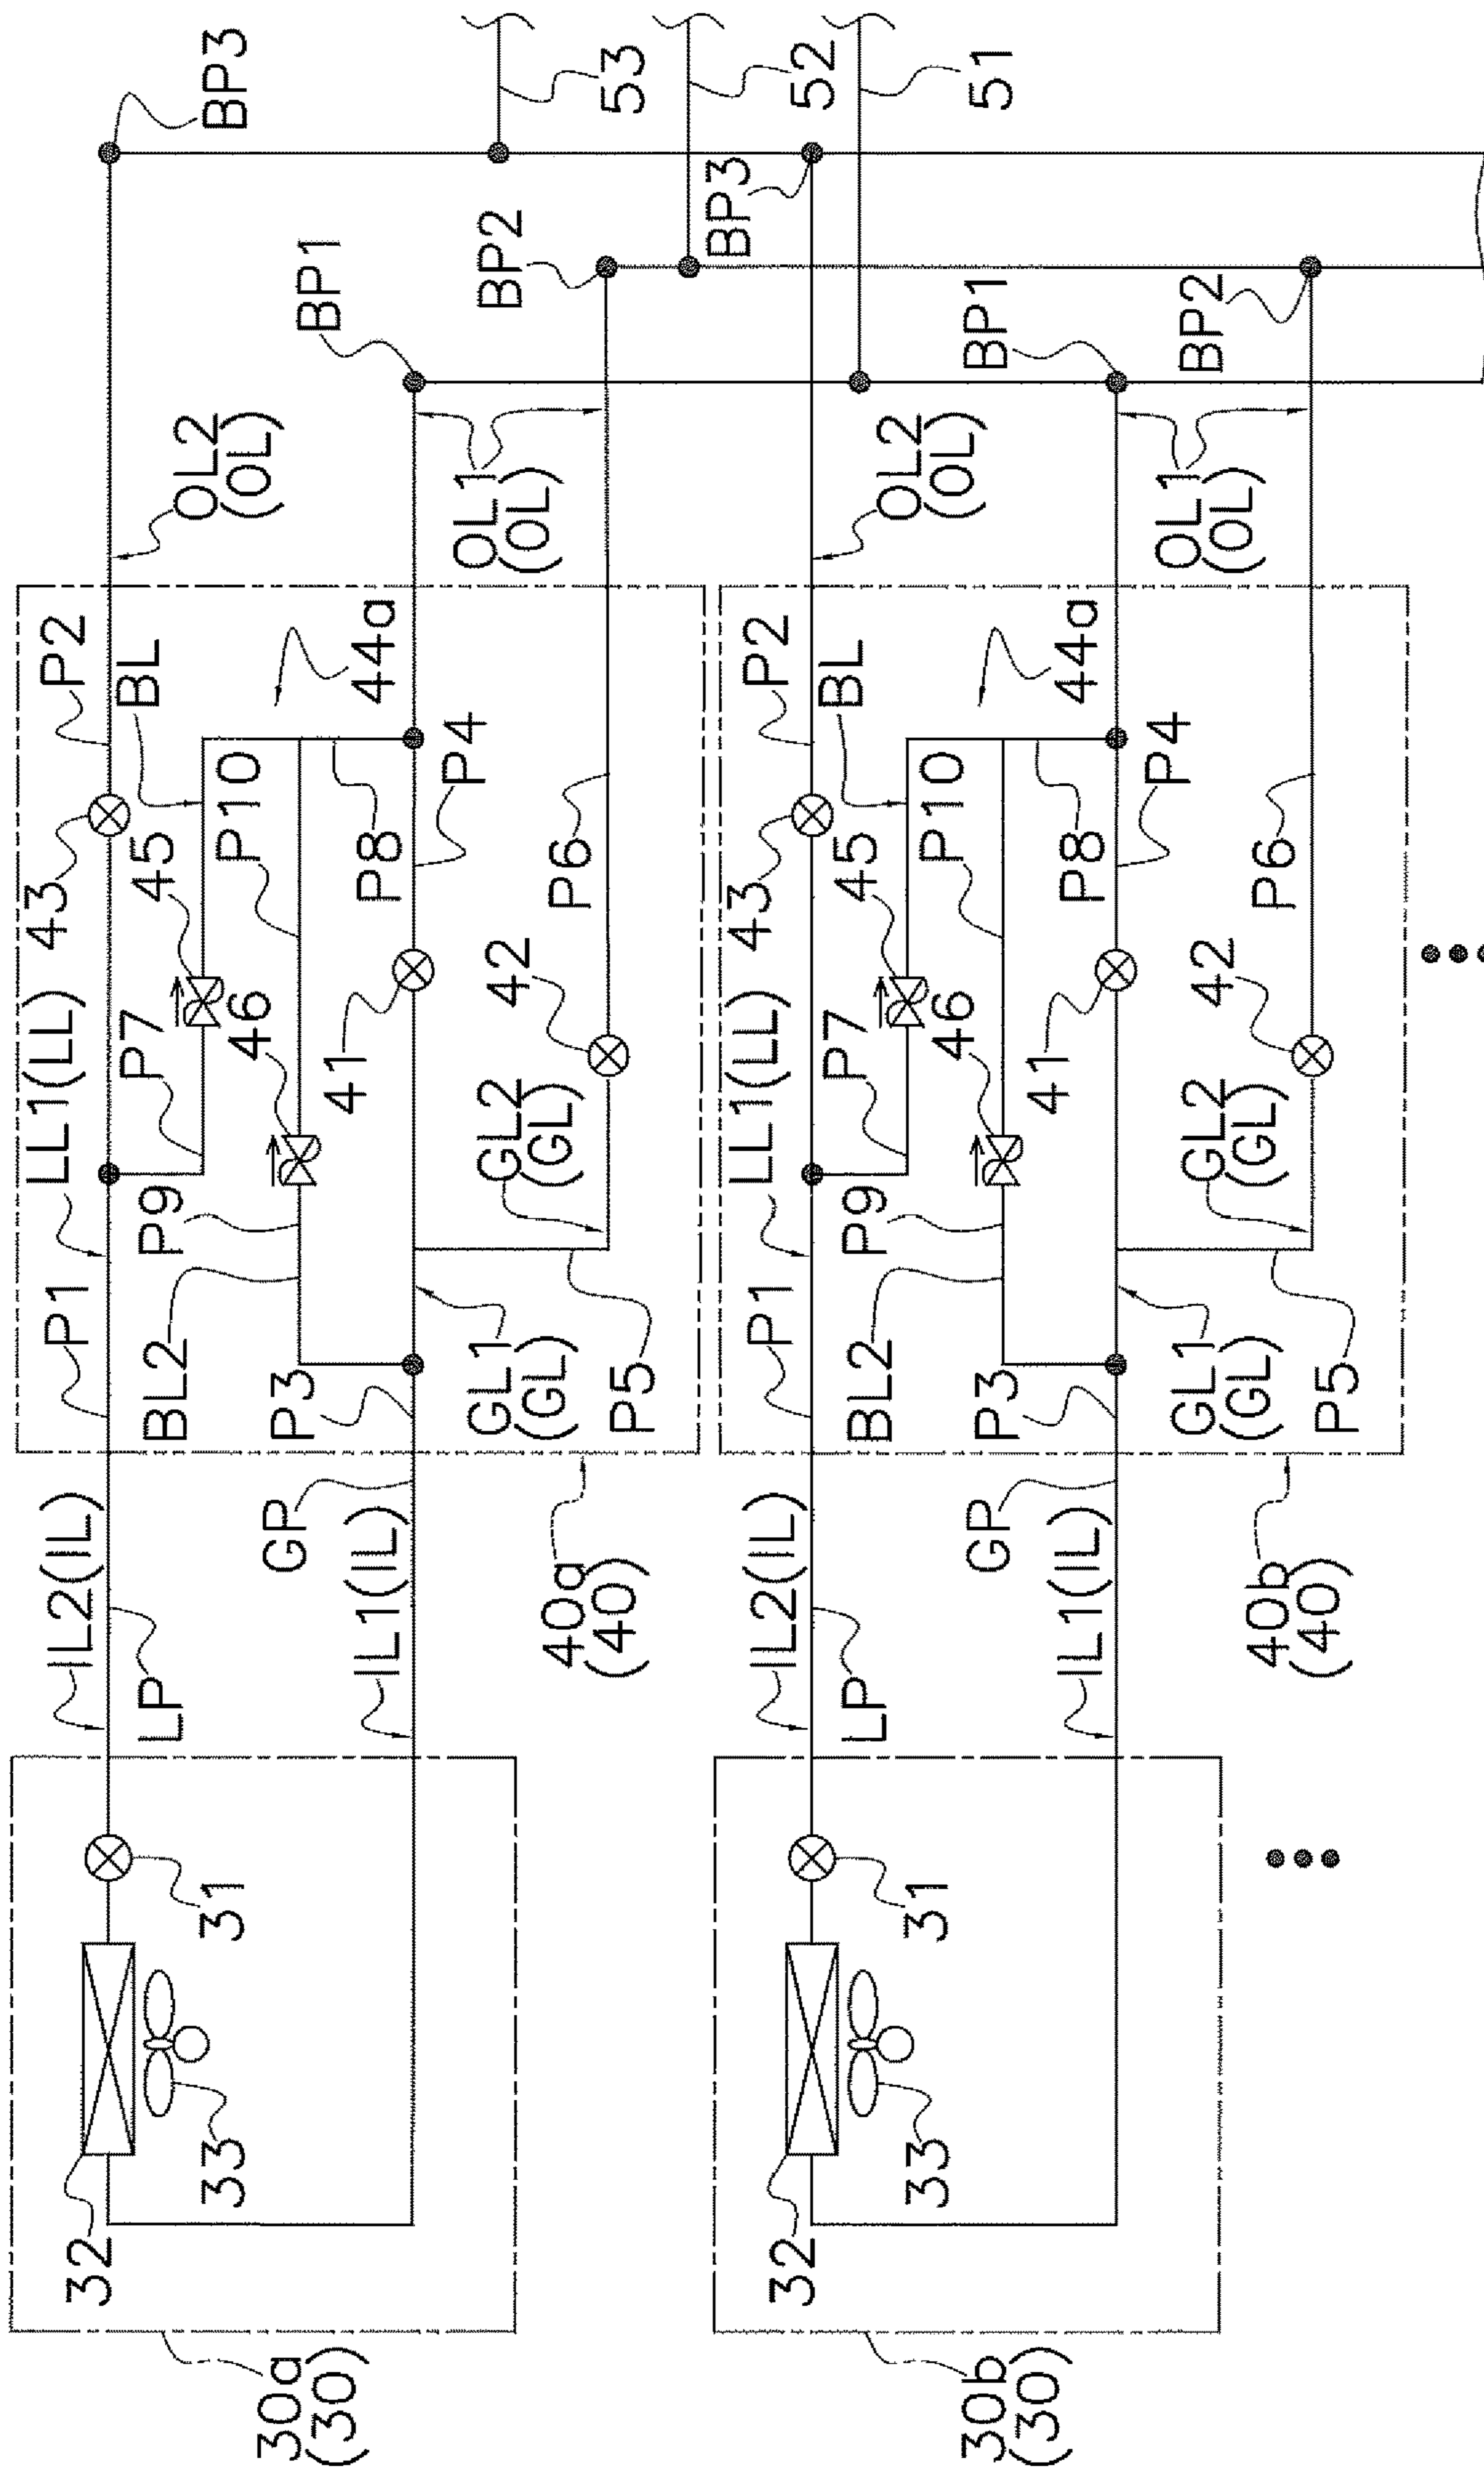 BP3
53
52
51
BP3
BP2
BP1
BP1
BP2
OL2
(OL)
OL1
(OL)
OL2
(OL)
OL1
(OL)
P2
BL
44a
P10
P4
43
45
P8
P6
LL1(LL)
P7
46
41
42
GL2
(GL)
P9
P1
BL2
P3
GL1
(GL)
P5
P2
BL
44a
P10
P4
43
45
P8
P6
LL1(LL)
P7
46
41
42
GL2
(GL)
P9
P1
BL2
P3
GL1
(GL)
P5
IL2(IL)
LP
GP
IL1(IL)
40a
(40)
IL2(IL)
LP
GP
IL1(IL)
40b
(40)
31
33
32
30a
(30)
31
33
32
30b
(30)